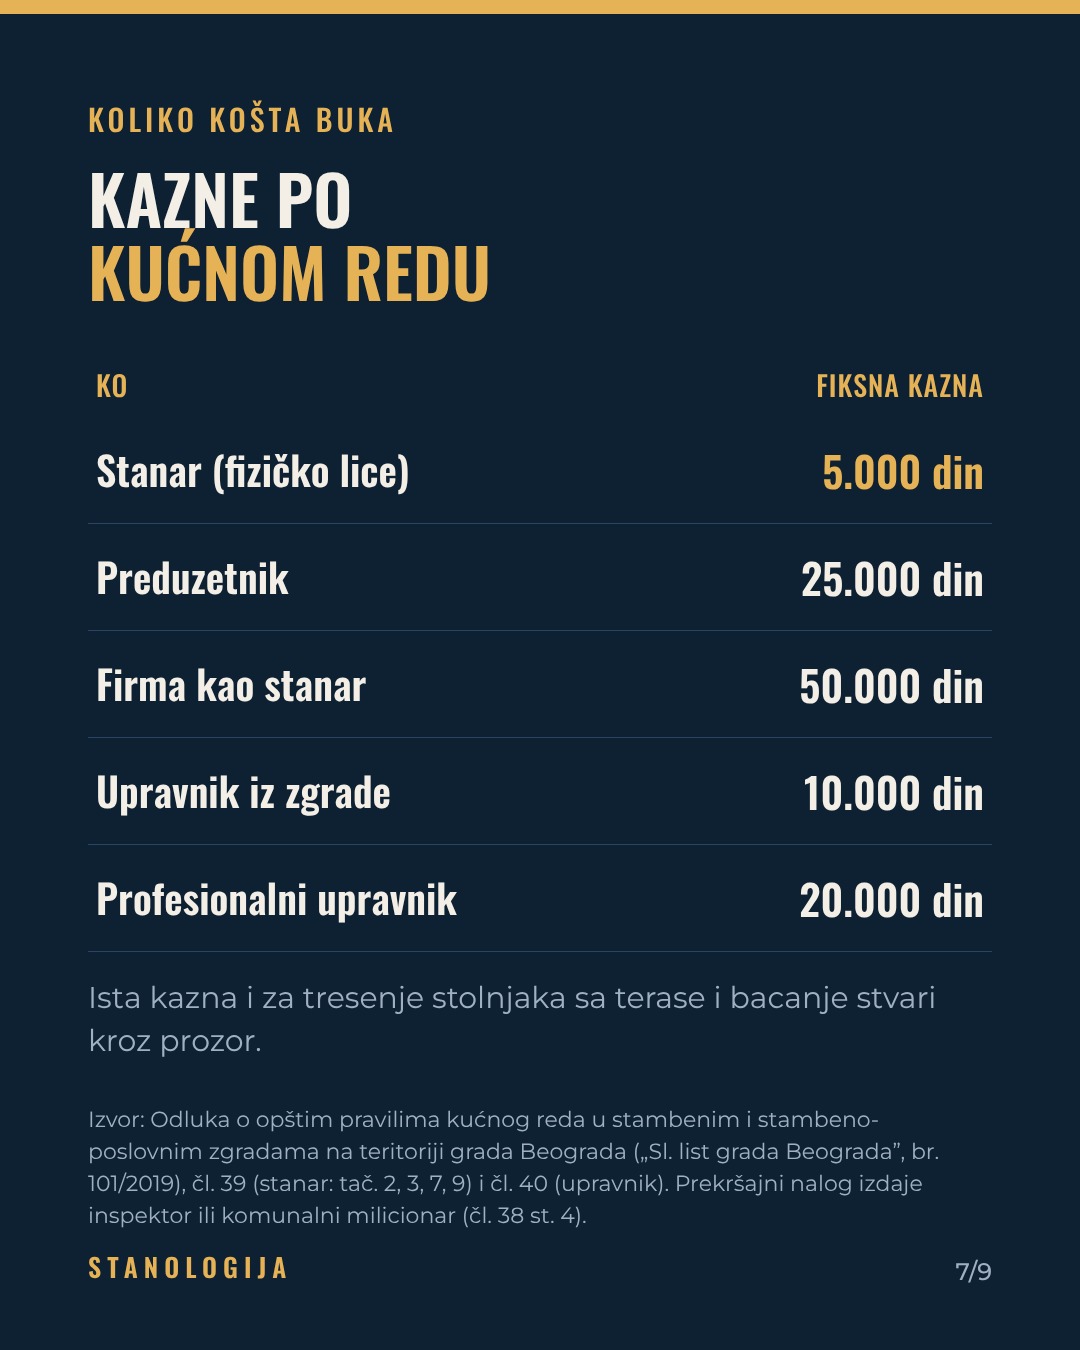 KOLIKO KOŠTA BUKA
KAZNE PO
KUĆNOM REDU
KO FIKSNA KAZNA
Stanar (fizičko lice) 5.000 din
Preduzetnik 25.000 din
Firma kao stanar 50.000 din
Upravnik iz zgrade 10.000 din
Profesionalni upravnik 20.000 din
Ista kazna i za tresenje stolnjaka sa terase i bacanje stvari
kroz prozor.
Izvor: Odluka o opštim pravilima kućnog reda u stambenim i stambeno-
poslovnim zgradama na teritoriji grada Beograda („Sl. list grada Beograda”, br.
101/2019), čl. 39 (stanar: tač. 2, 3, 7, 9) i čl. 40 (upravnik). Prekršajni nalog izdaje
inspektor ili komunalni milicionar (čl. 38 st. 4).
STANOLOGIJA 7/9